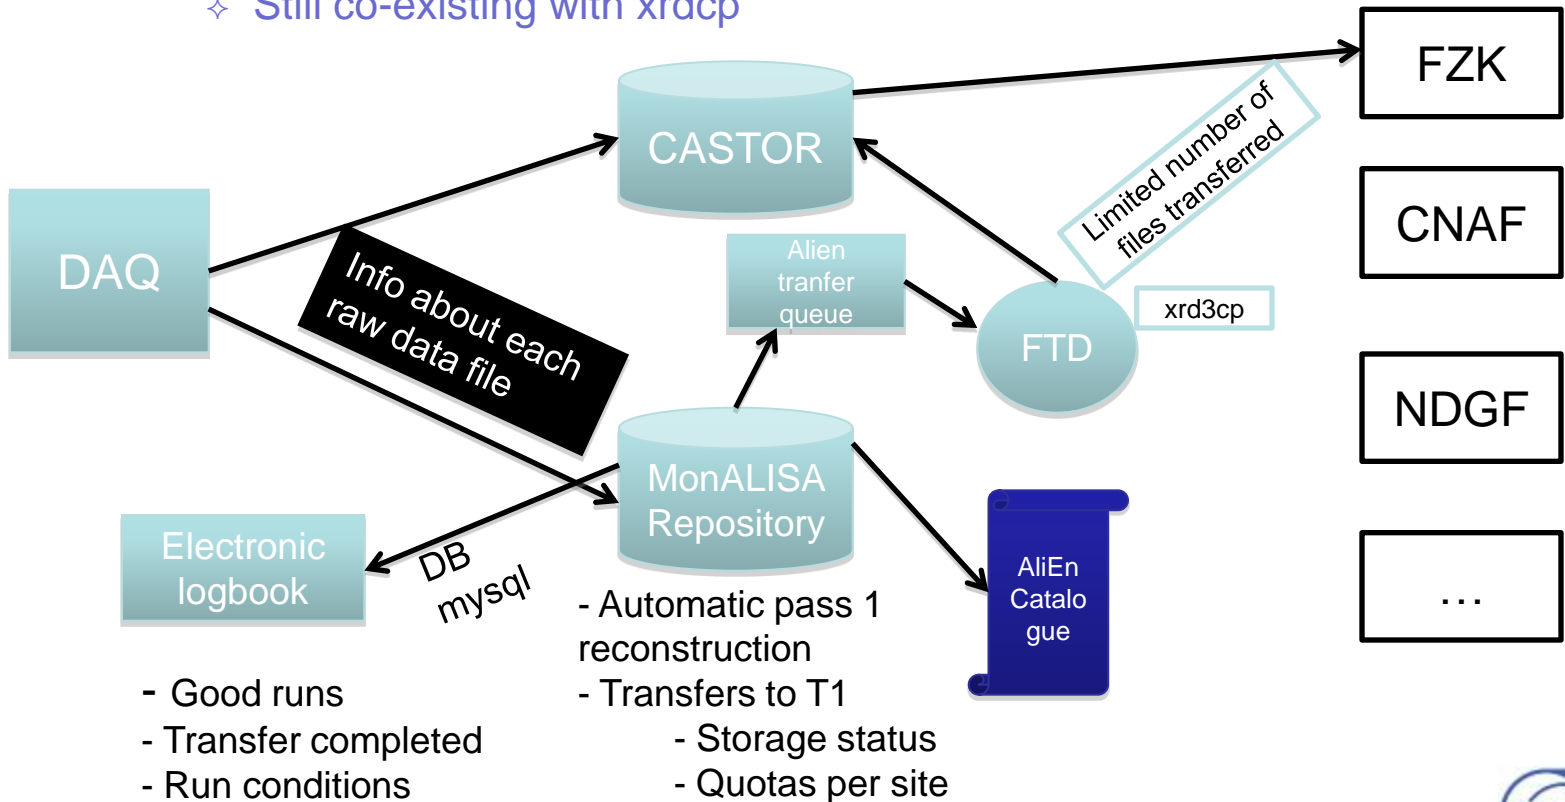 ✧ Still co-existing with xrdcp
FZK
CASTOR
Limited number of
files transferred
CNAF
DAQ
Info about each
raw data file
Alien
tranfer
queue
xrd3cp
FTD
NDGF
MonALISA
Repository
Electronic
logbook
DB
mysql
AliEn
Catalo
gue
…
- Automatic pass 1
reconstruction
- Transfers to T1
- Storage status
- Quotas per site
- Good runs
- Transfer completed
- Run conditions